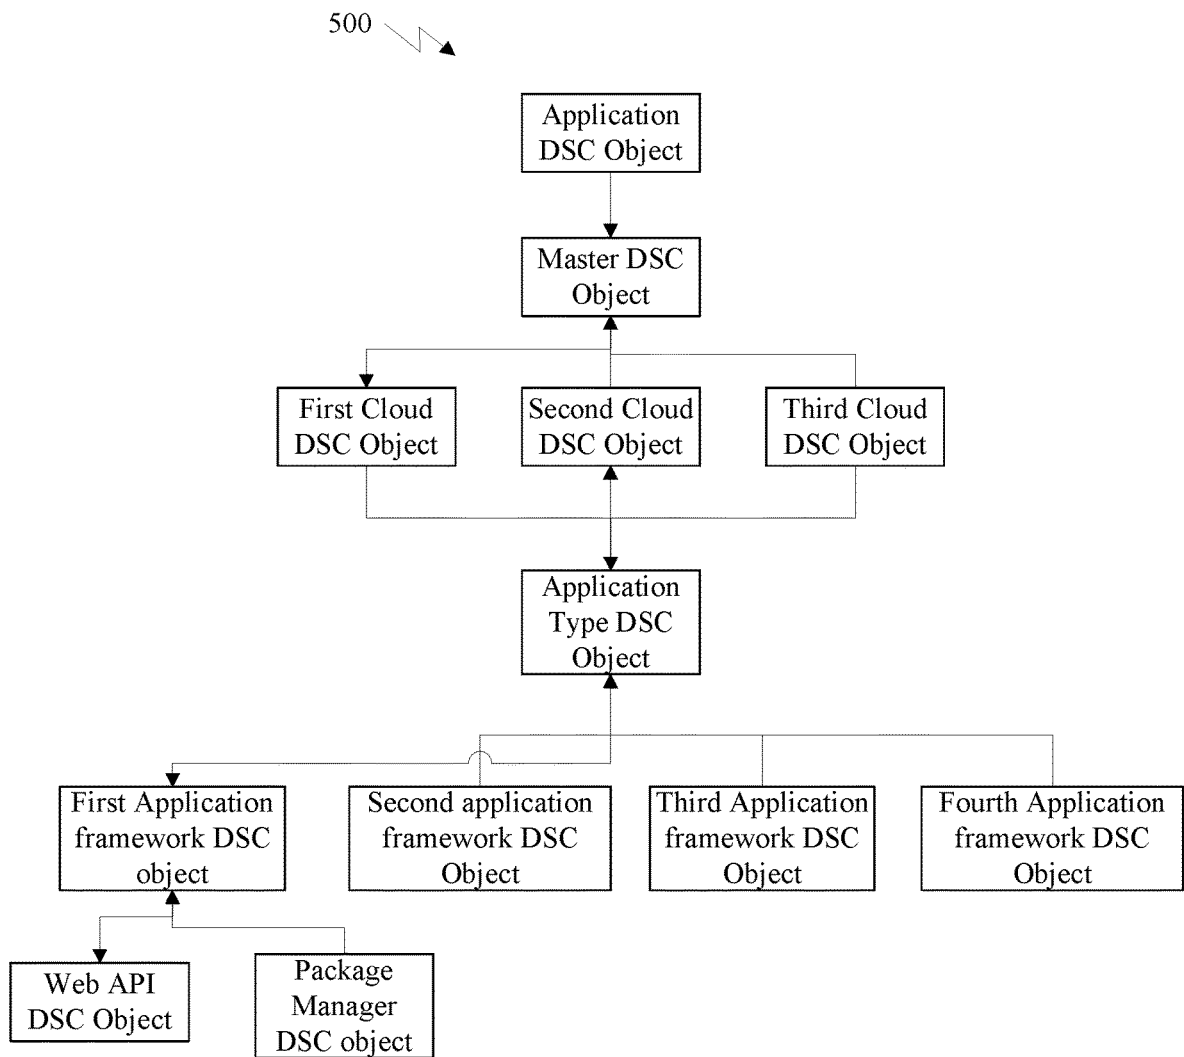 500
Application
DSC Object
Master DSC
Object
First Cloud
DSC Object
Second Cloud
DSC Object
Third Cloud
DSC Object
Application
Type DSC
Object
First Application
framework DSC
object
Second application
framework DSC
Object
Third Application
framework DSC
Object
Fourth Application
framework DSC
Object
Web API
DSC Object
Package
Manager
DSC object